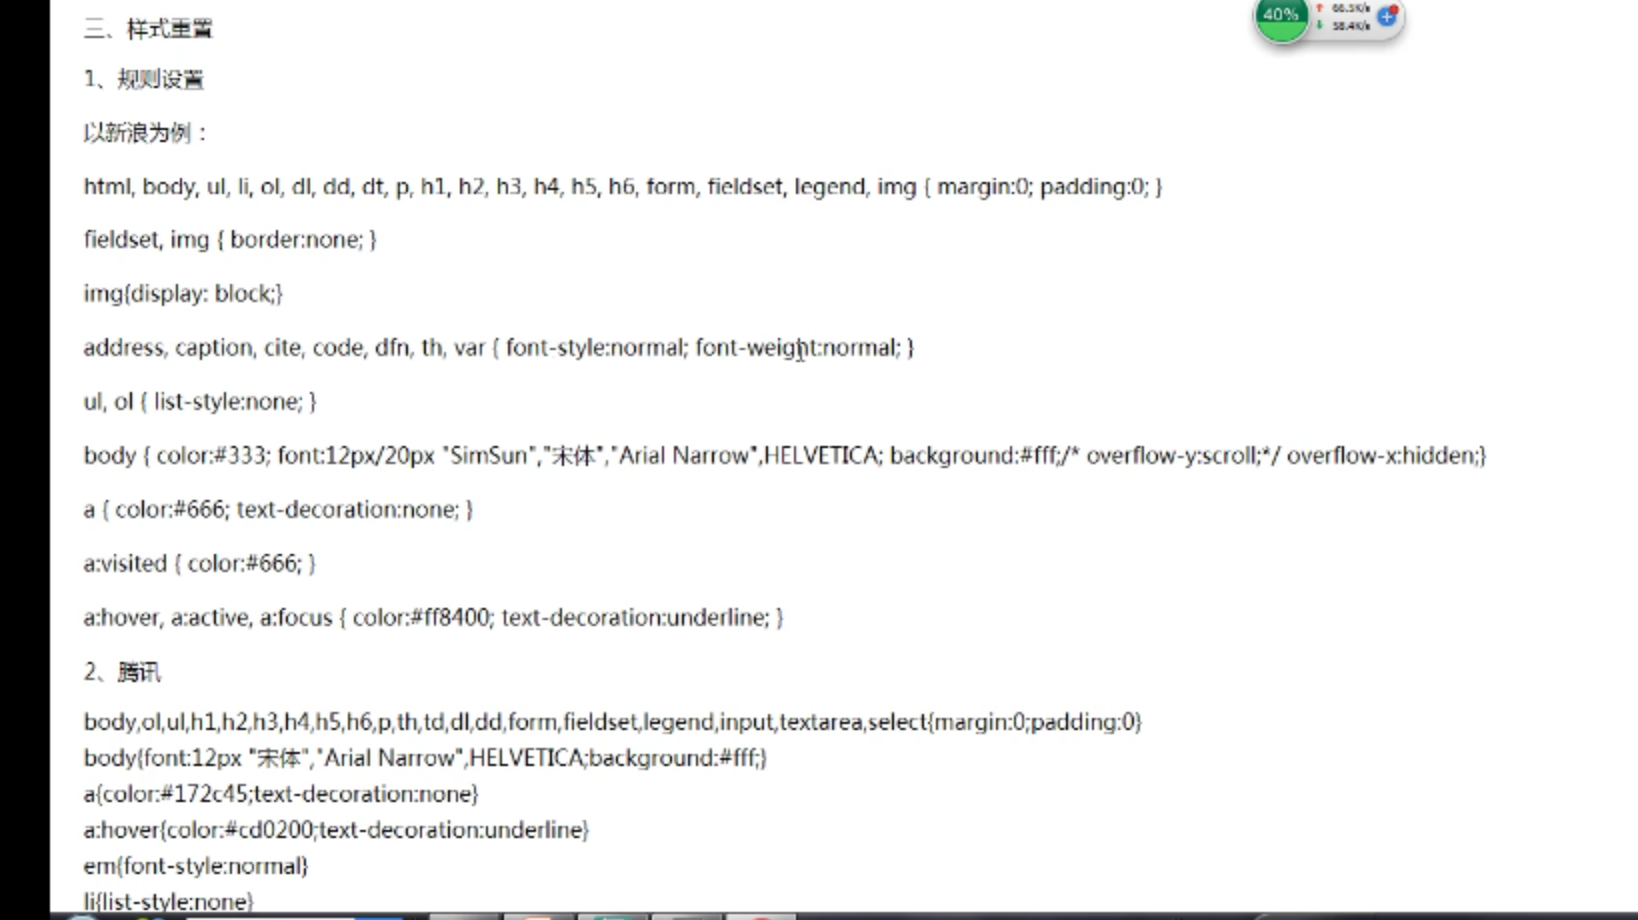 三、样式重置
40%
66.5K/s
58.4K/s
1、规则设置
以新浪为例：
html, body, ul, li, ol, dl, dd, dt, p, h1, h2, h3, h4, h5, h6, form, fieldset, legend, img { margin:0; padding:0; }
fieldset, img { border:none; }
img{display: block;}
address, caption, cite, code, dfn, th, var { font-style:normal; font-weight:normal; }
ul, ol { list-style:none; }
body { color:#333; font:12px/20px "SimSun","宋体","Arial Narrow",HELVETICA; background:#fff;/* overflow-y:scroll;*/ overflow-x:hidden;}
a { color:#666; text-decoration:none; }
a:visited { color:#666; }
a:hover, a:active, a:focus { color:#ff8400; text-decoration:underline; }
2、腾讯
body,ol,ul,h1,h2,h3,h4,h5,h6,p,th,td,dl,dd,form,fieldset,legend,input,textarea,select{margin:0;padding:0}
body{font:12px "宋体","Arial Narrow",HELVETICA;background:#fff;}
a{color:#172c45;text-decoration:none}
a:hover{color:#cd0200;text-decoration:underline}
em{font-style:normal}
li{list-style:none}